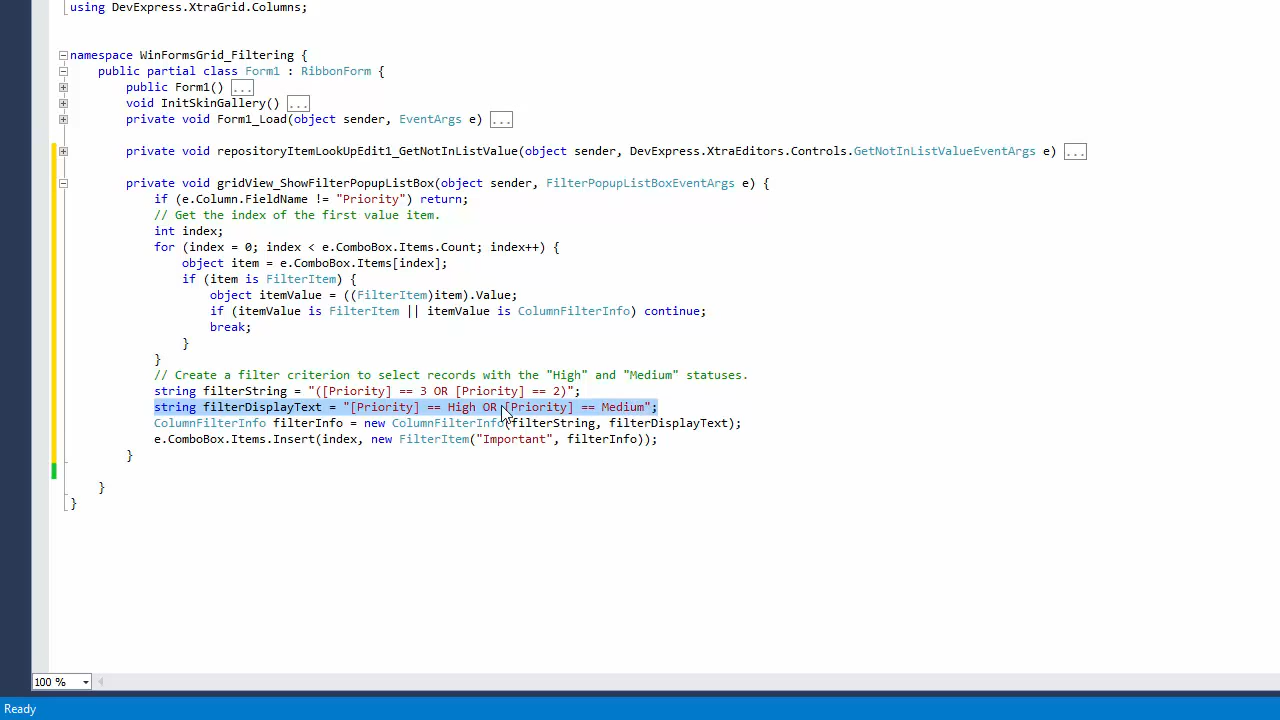 using DevExpress.XtraGrid.Columns;
namespace WinFormsGrid_Filtering {
public partial class Form1 : RibbonForm {
public Form1() ...
void InitSkinGallery() ...
private void Form1_Load(object sender, EventArgs e) ...
private void repositoryItemLookUpEdit1_GetNotInListValue(object sender, DevExpress.XtraEditors.Controls.GetNotInListValueEventArgs e) ...
private void gridView_ShowFilterPopupListBox(object sender, FilterPopupListBoxEventArgs e) {
if (e.Column.FieldName != "Priority") return;
// Get the index of the first value item.
int index;
for (index = 0; index < e.ComboBox.Items.Count; index++) {
object item = e.ComboBox.Items[index];
if (item is FilterItem) {
object itemValue = ((FilterItem)item).Value;
if (itemValue is FilterItem || itemValue is ColumnFilterInfo) continue;
break;
}
}
// Create a filter criterion to select records with the "High" and "Medium" statuses.
string filterString = "([Priority] == 3 OR [Priority] == 2)";
string filterDisplayText = "[Priority] == High OR [Priority] == Medium";
ColumnFilterInfo filterInfo = new ColumnFilterInfo(filterString, filterDisplayText);
e.ComboBox.Items.Insert(index, new FilterItem("Important", filterInfo));
}
}
}
100 %
Ready